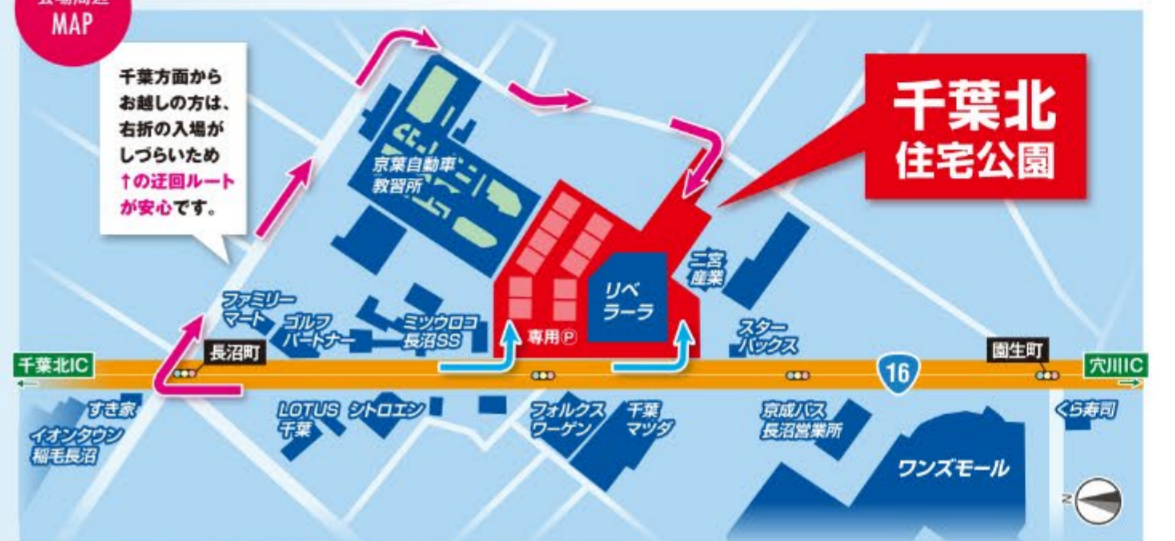 会場周辺
MAP
千葉方面から
お越しの方は、
右折の入場が
しづらいため
↑の迂回ルート
が安心です。
千葉北
住宅公園
京葉自動車
教習所
リベ
ラーラ
二宮
産業
ファミリー
マート
ゴルフ
パートナー
ミツウロコ
長沼SS
専用P
スター
バックス
千葉北IC
←
長沼町
園生町
16
穴川IC
→
すき家
イオンタウン
稲毛長沼
LOTUS
千葉
シトロエン
フォルクス
ワーゲン
千葉
マツダ
京成バス
長沼営業所
ワンズモール
くら寿司
N